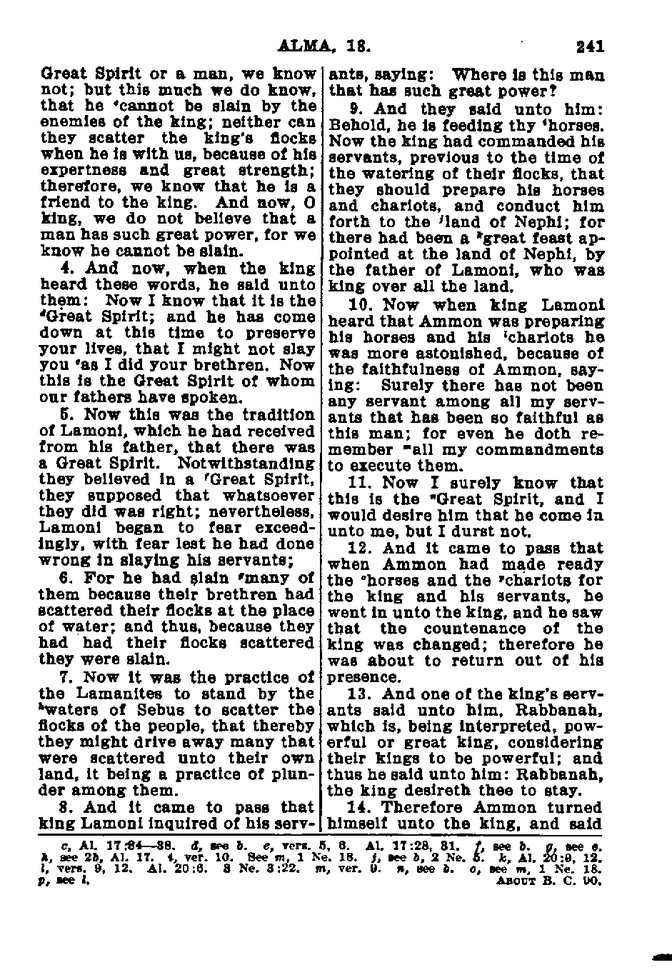 ALMA, 18. 241
Great Spirit or a man, we know
not; but this much we do know,
that he ᶜcannot be slain by the
enemies of the king; neither can
they scatter the king's flocks
when he is with us, because of his
expertness and great strength;
therefore, we know that he is a
friend to the king. And now, O
king, we do not believe that a
man has such great power, for we
know he cannot be slain.
4. And now, when the king
heard these words, he said unto
them: Now I know that it is the
ᵈGreat Spirit; and he has come
down at this time to preserve
your lives, that I might not slay
you ᵉas I did your brethren. Now
this is the Great Spirit of whom
our fathers have spoken.
5. Now this was the tradition
of Lamoni, which he had received
from his father, that there was
a Great Spirit. Notwithstanding
they believed in a ᶠGreat Spirit,
they supposed that whatsoever
they did was right; nevertheless,
Lamoni began to fear exceed-
ingly, with fear lest he had done
wrong in slaying his servants;
6. For he had slain ᵍmany of
them because their brethren had
scattered their flocks at the place
of water; and thus, because they
had had their flocks scattered
they were slain.
7. Now it was the practice of
the Lamanites to stand by the
ʰwaters of Sebus to scatter the
flocks of the people, that thereby
they might drive away many that
were scattered unto their own
land, it being a practice of plun-
der among them.
8. And it came to pass that
king Lamoni inquired of his serv-
ants, saying: Where is this man
that has such great power?
9. And they said unto him:
Behold, he is feeding thy ⁱhorses.
Now the king had commanded his
servants, previous to the time of
the watering of their flocks, that
they should prepare his horses
and chariots, and conduct him
forth to the ʲland of Nephi; for
there had been a ᵏgreat feast ap-
pointed at the land of Nephi, by
the father of Lamoni, who was
king over all the land.
10. Now when king Lamoni
heard that Ammon was preparing
his horses and his ˡchariots he
was more astonished, because of
the faithfulness of Ammon, say-
ing: Surely there has not been
any servant among all my serv-
ants that has been so faithful as
this man; for even he doth re-
member ᵐall my commandments
to execute them.
11. Now I surely know that
this is the ⁿGreat Spirit, and I
would desire him that he come in
unto me, but I durst not.
12. And it came to pass that
when Ammon had made ready
the ᵒhorses and the ᵖchariots for
the king and his servants, he
went in unto the king, and he saw
that the countenance of the
king was changed; therefore he
was about to return out of his
presence.
13. And one of the king's serv-
ants said unto him, Rabbanah,
which is, being interpreted, pow-
erful or great king, considering
their kings to be powerful; and
thus he said unto him: Rabbanah,
the king desireth thee to stay.
14. Therefore Ammon turned
himself unto the king, and said
c, Al. 17:34—38. d, see b. e, vers. 5, 6. Al. 17:28, 31. f, see b. g, see e.
h, see 2b, Al. 17. i, ver. 10. See m, 1 Ne. 18. j, see b, 2 Ne. 5. k, Al. 20:9, 12.
l, vers. 9, 12. Al. 20:6. 3 Ne. 3:22. m, ver. 9. n, see b. o, see m, 1 Ne. 18.
p, see l. ABOUT B. C. 90.